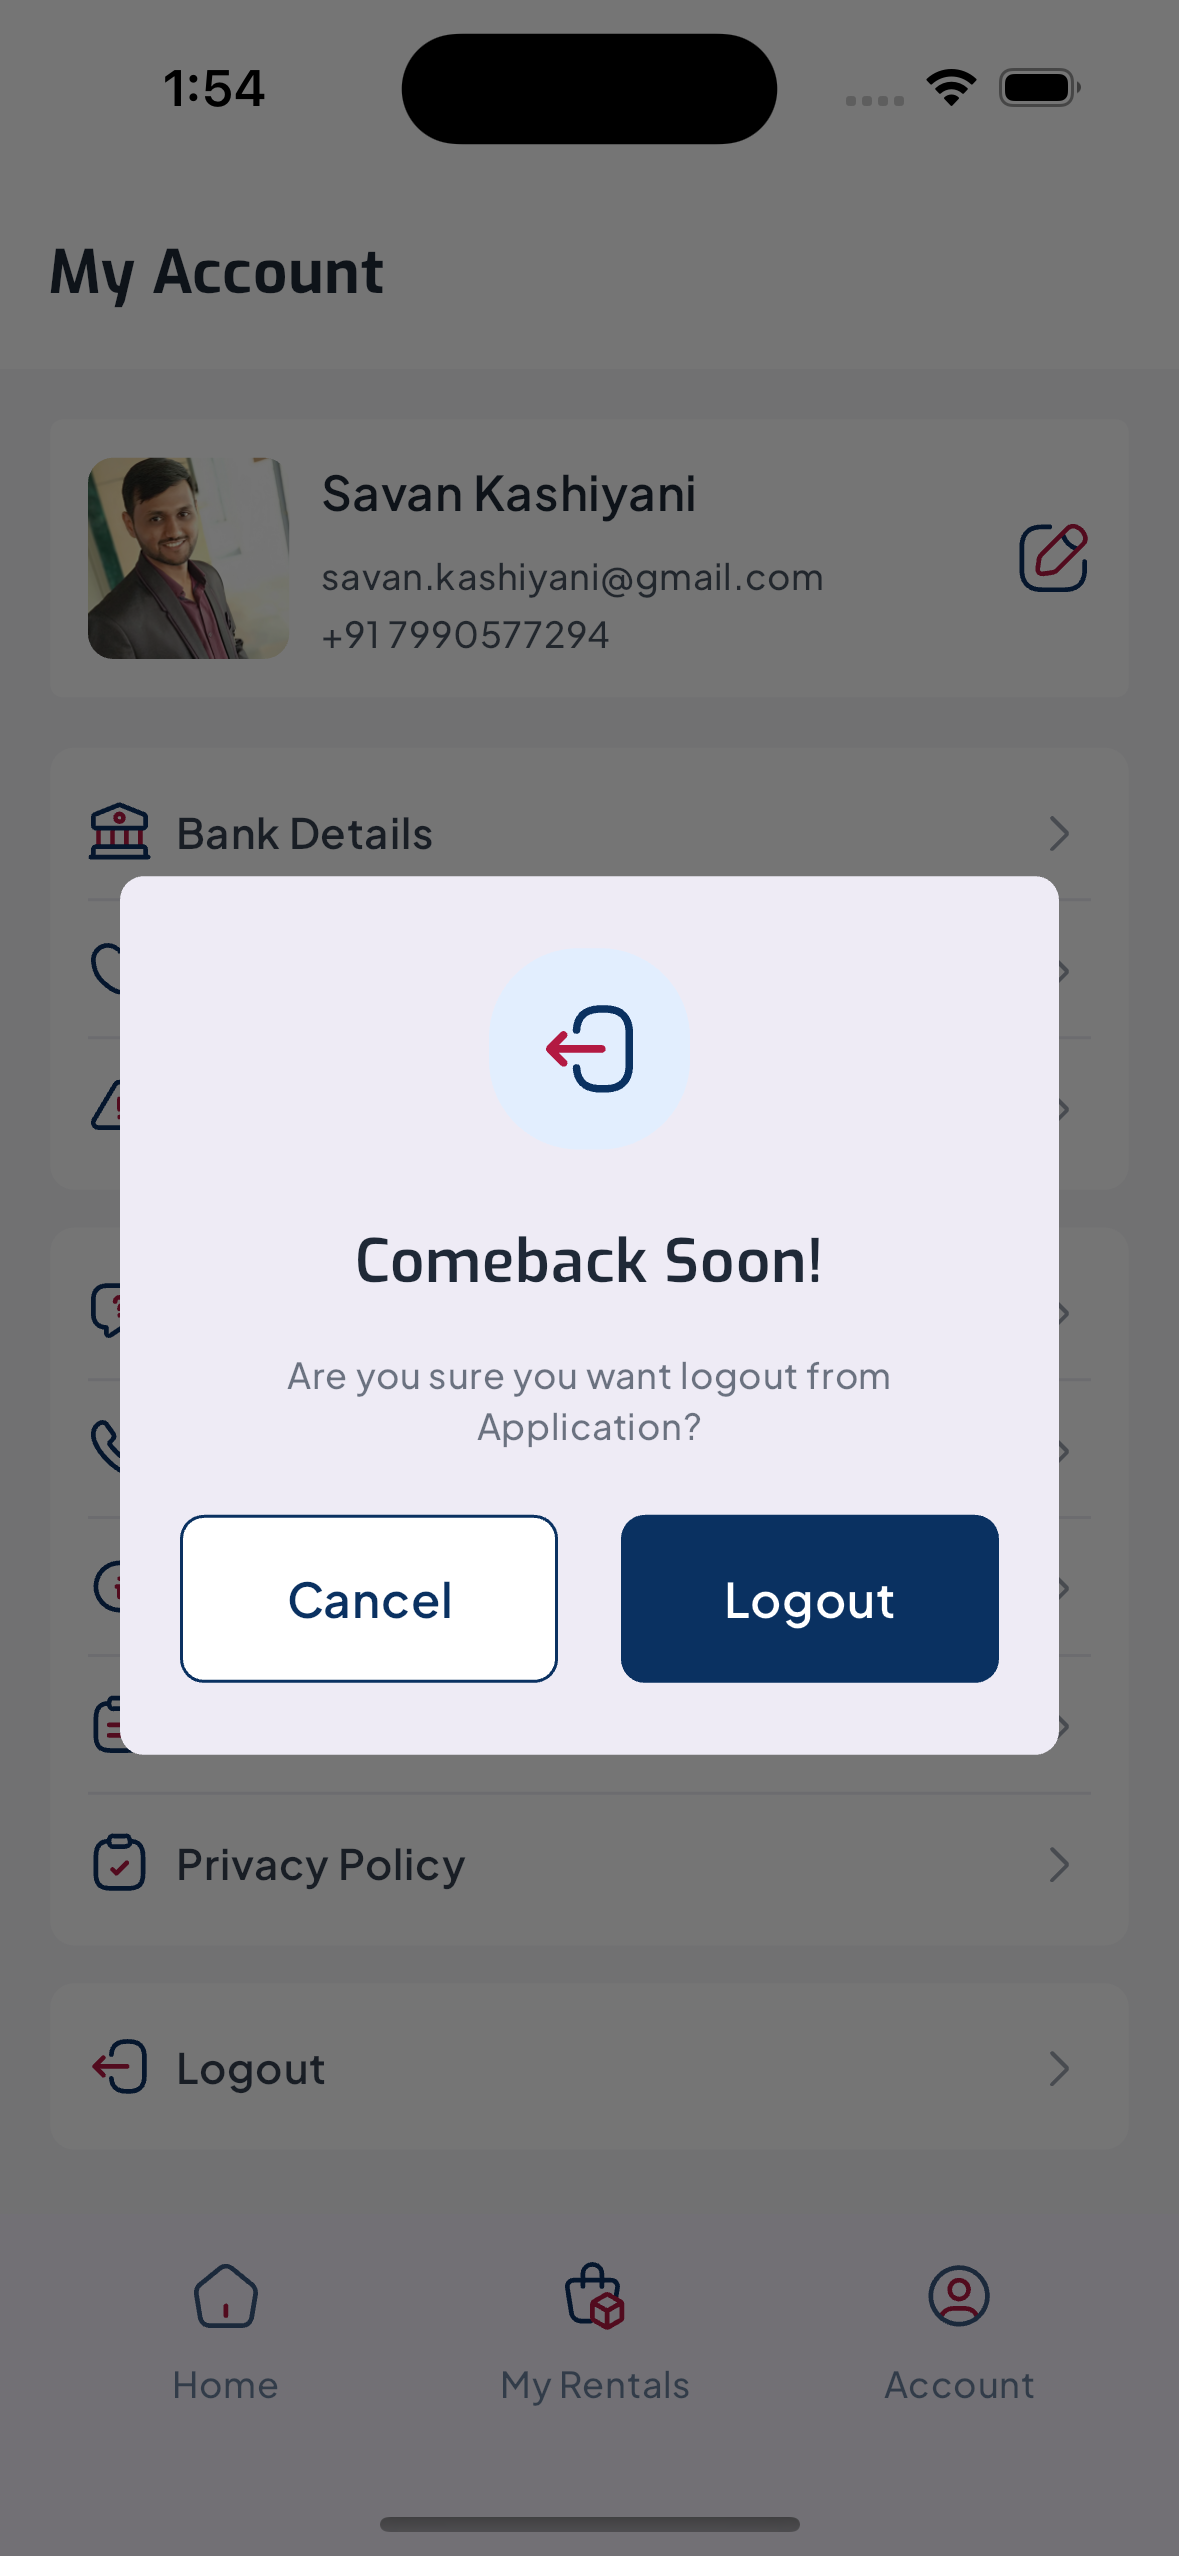 1:54
My Account
Savan Kashiyani
savan.kashiyani@gmail.com
+91 7990577294
Bank Details
Comeback Soon!
Are you sure you want logout from
Application?
Cancel
Logout
Privacy Policy
Logout
Home
My Rentals
Account